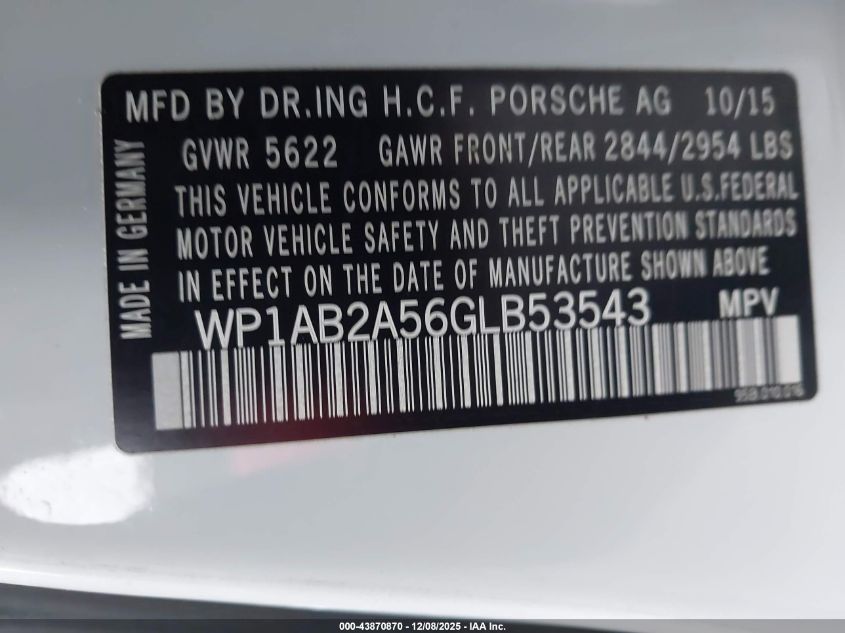 MFD BY DR.ING H.C.F. PORSCHE AG 10/15
GVWR 5622 GAWR FRONT/REAR 2844/2954 LBS
THIS VEHICLE CONFORMS TO ALL APPLICABLE U.S.FEDERAL
MOTOR VEHICLE SAFETY AND THEFT PREVENTION STANDARDS
IN EFFECT ON THE DATE OF MANUFACTURE SHOWN ABOVE
WP1AB2A56GLB53543 MPV
MADE IN GERMANY
000-43870870 - 12/08/2025 - IAA Inc.